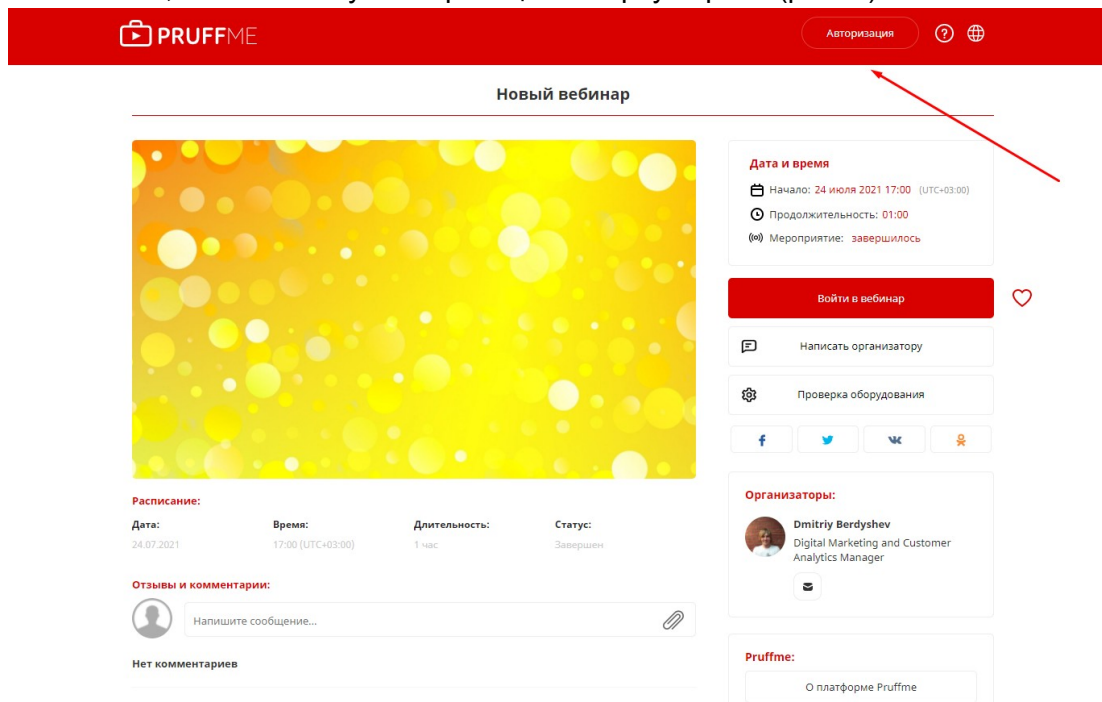 PRUFFME
Авторизация
Новый вебинар
Дата и время
Начало: 24 июля 2021 17:00 (UTC+03:00)
Продолжительность: 01:00
Мероприятие: завершилось
Войти в вебинар
Написать организатору
Проверка оборудования
Расписание:
Дата: Время: Длительность: Статус:
24.07.2021 17:00 (UTC+03:00) 1 час Завершен
Отзывы и комментарии:
Напишите сообщение...
Нет комментариев
Организаторы:
Dmitriy Berdyshev
Digital Marketing and Customer
Analytics Manager
Pruffme:
О платформе Pruffme